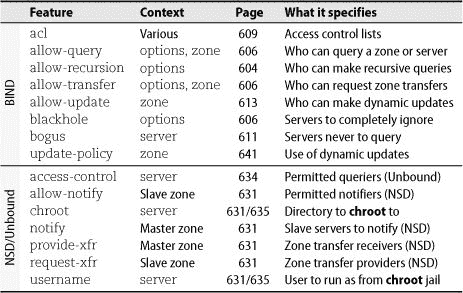 Feature Context Page What it specifies
BIND
acl Various 609 Access control lists
allow-query options, zone 606 Who can query a zone or server
allow-recursion options 604 Who can make recursive queries
allow-transfer options, zone 606 Who can request zone transfers
allow-update zone 613 Who can make dynamic updates
blackhole options 606 Servers to completely ignore
bogus server 611 Servers never to query
update-policy zone 641 Use of dynamic updates
NSD/Unbound
access-control server 634 Permitted queriers (Unbound)
allow-notify Slave zone 631 Permitted notifiers (NSD)
chroot server 631/635 Directory to chroot to
notify Master zone 631 Slave servers to notify (NSD)
provide-xfr Master zone 631 Zone transfer receivers (NSD)
request-xfr Slave zone 631 Zone transfer providers (NSD)
username server 631/635 User to run as from chroot jail